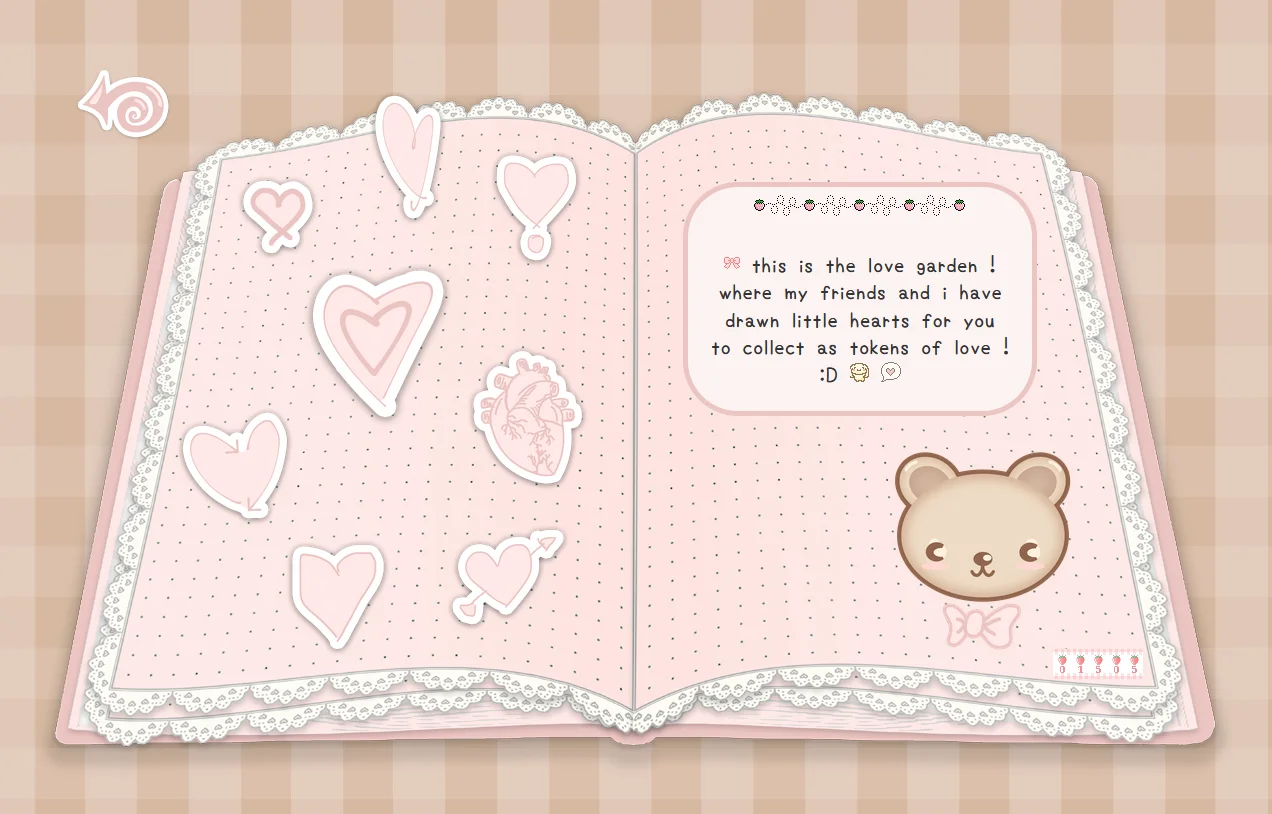 this is the love garden !
where my friends and i have
drawn little hearts for you
to collect as tokens of love !
:D
01505